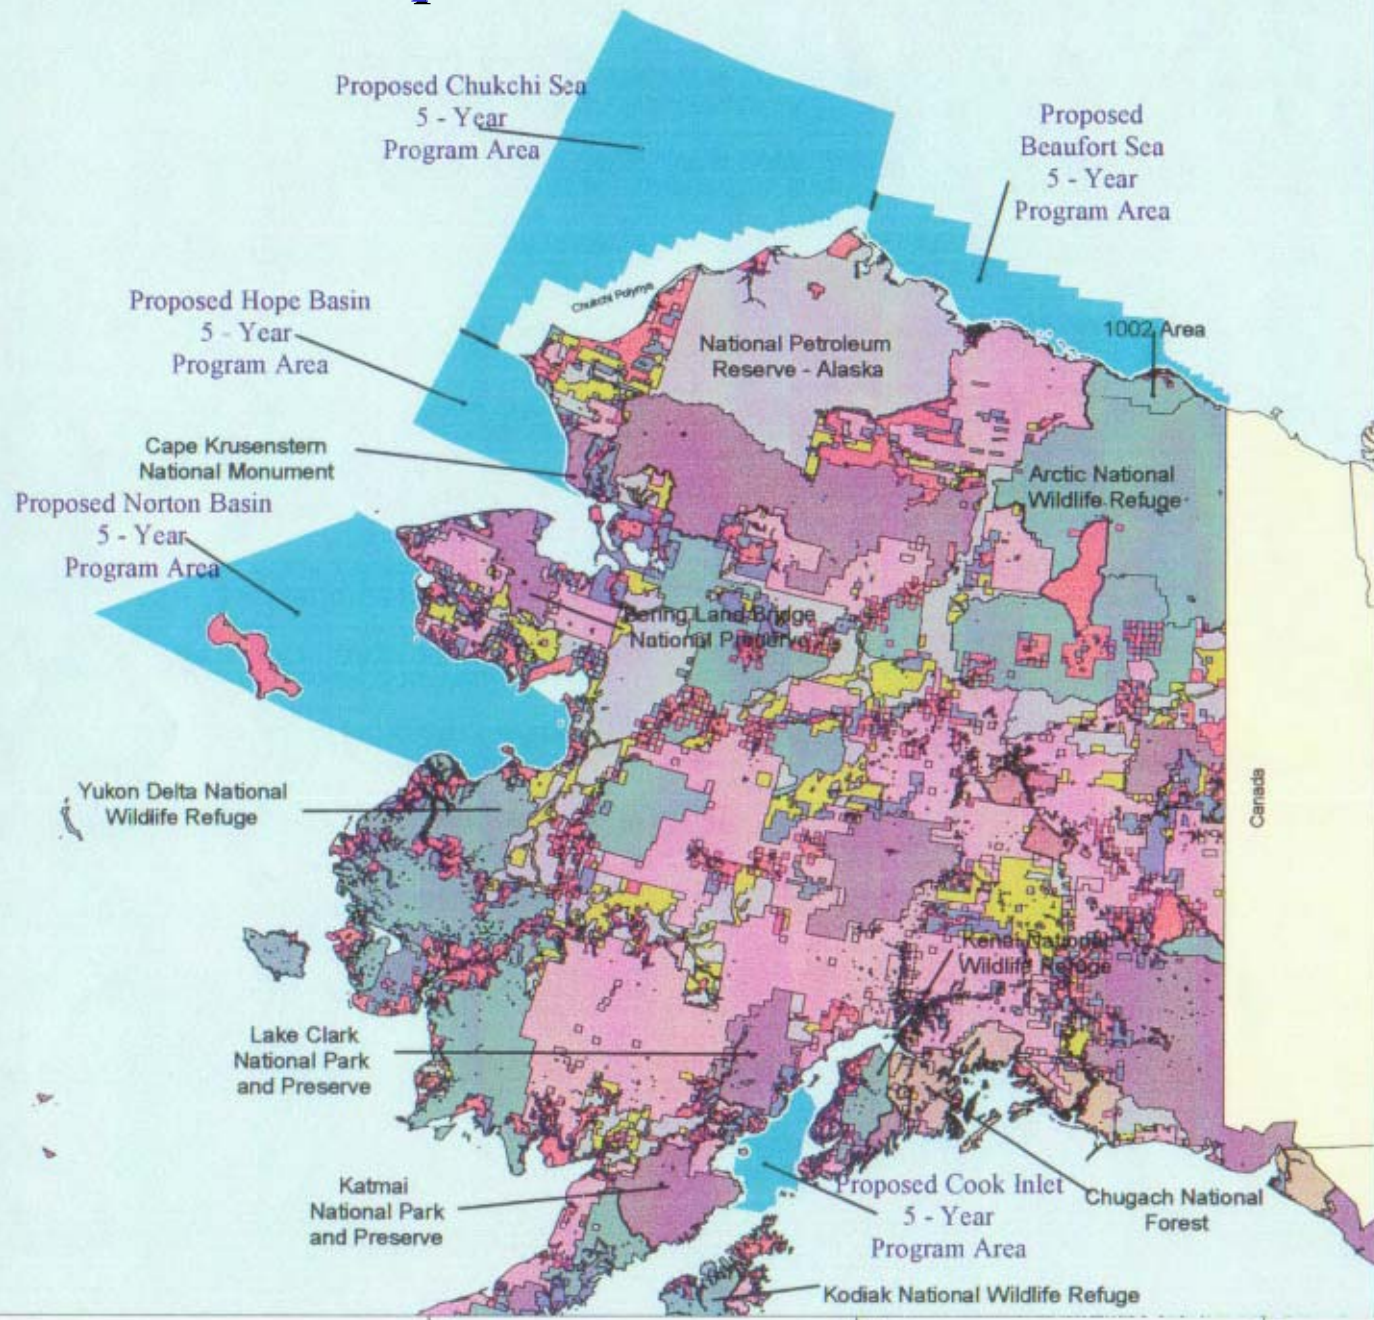 Proposed Chukchi Sea
5 - Year
Program Area
Proposed
Beaufort Sea
5 - Year
Program Area
Proposed Hope Basin
5 - Year
Program Area
Chukchi Polynya
1002 Area
National Petroleum
Reserve - Alaska
Cape Krusenstern
National Monument
Arctic National
Wildlife Refuge
Proposed Norton Basin
5 - Year
Program Area
Bering Land Bridge
National Preserve
Yukon Delta National
Wildlife Refuge
Canada
Kenai National
Wildlife Refuge
Lake Clark
National Park
and Preserve
Katmai
National Park
and Preserve
Proposed Cook Inlet
5 - Year
Program Area
Chugach National
Forest
Kodiak National Wildlife Refuge